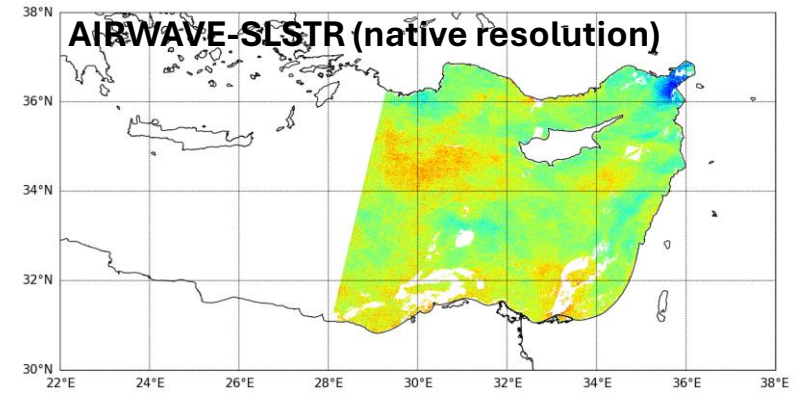 AIRWAVE-SLSTR (native resolution)
38°N
36°N
34°N
32°N
30°N
22°E 24°E 26°E 28°E 30°E 32°E 34°E 36°E 38°E